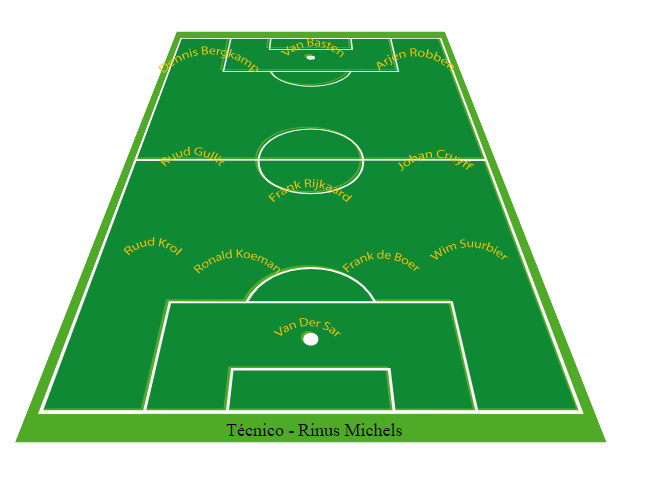 Dennis Bergkamp
Van Basten
Arjen Robben
Ruud Gullit
Johan Cruyff
Frank Rijkaard
Ruud Krol
Ronald Koeman
Frank de Boer
Wim Suurbier
Van Der Sar
Técnico - Rinus Michels